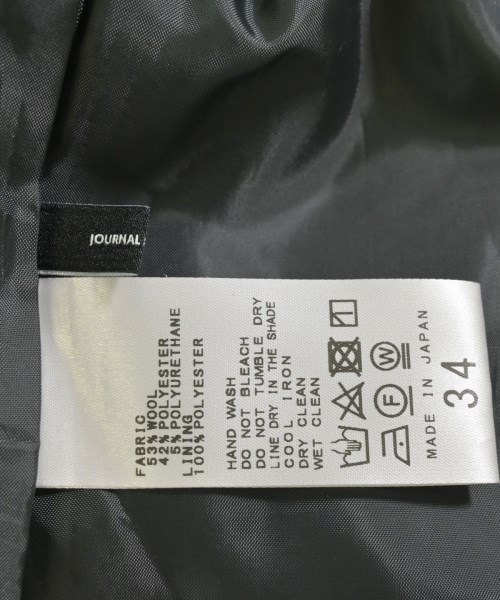 JOURNAL
FABRIC
53% WOOL
42% POLYESTER
5% POLYURETHANE
LINING
100% POLYESTER
HAND WASH
DO NOT BLEACH
DO NOT TUMBLE DRY
LINE DRY IN THE SHADE
COOL IRON
DRY CLEAN
WET CLEAN
F
W
MADE IN JAPAN
34